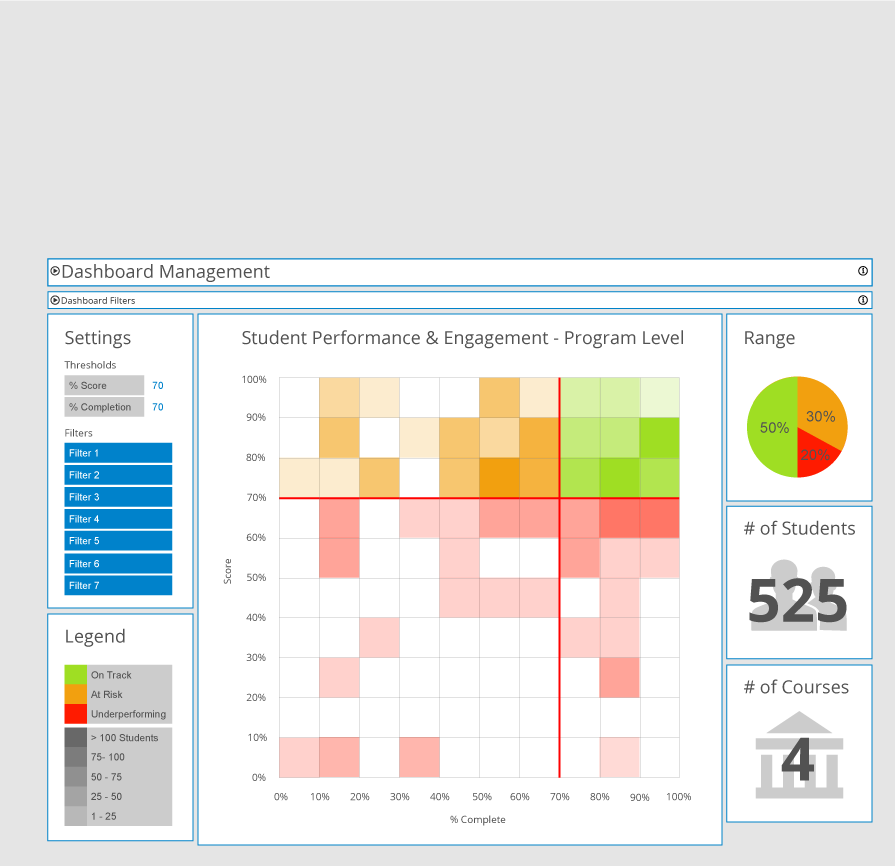 Dashboard Management
Dashboard Filters
Settings
Thresholds
% Score 70
% Completion 70
Filters
Filter 1
Filter 2
Filter 3
Filter 4
Filter 5
Filter 6
Filter 7
Legend
On Track
At Risk
Underperforming
> 100 Students
75- 100
50 - 75
25 - 50
1 - 25
Student Performance & Engagement - Program Level
100%
90%
80%
70%
60%
50%
40%
30%
20%
10%
0%
Score
0% 10% 20% 30% 40% 50% 60% 70% 80% 90% 100%
% Complete
Range
50%
30%
20%
# of Students
525
# of Courses
4